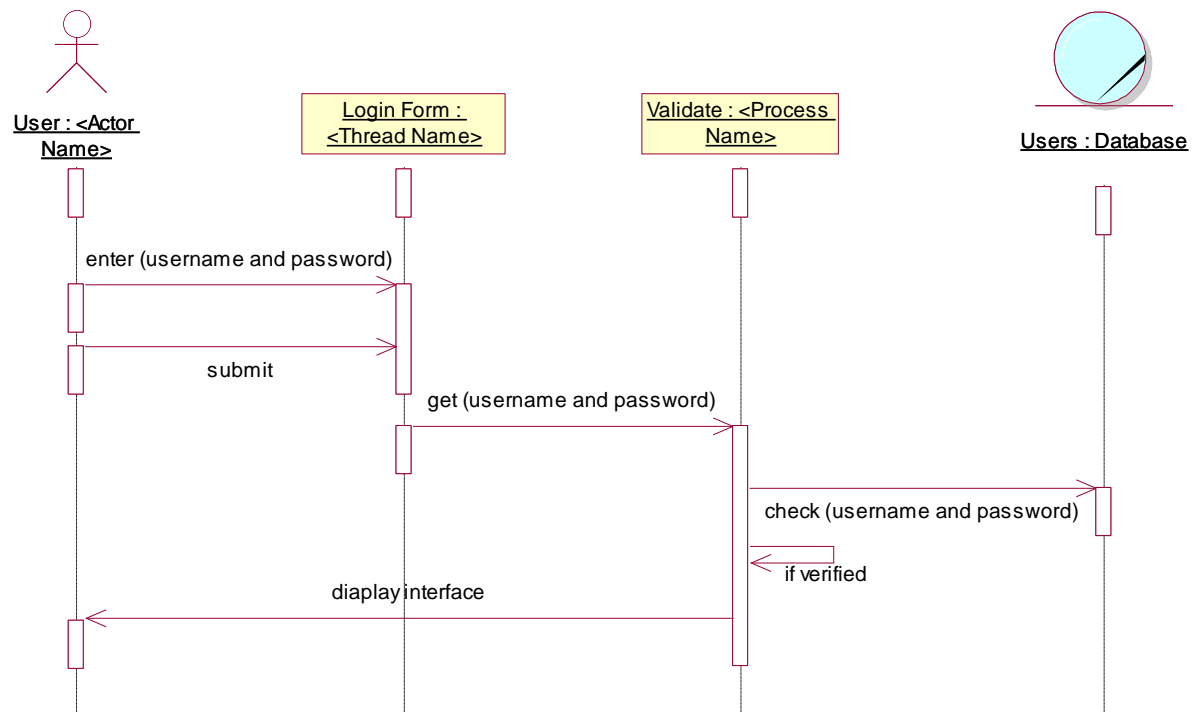 User : <Actor
Name>
Login Form :
<Thread Name>
Validate : <Process
Name>
Users : Database
enter (username and password)
submit
get (username and password)
check (username and password)
if verified
diaplay interface